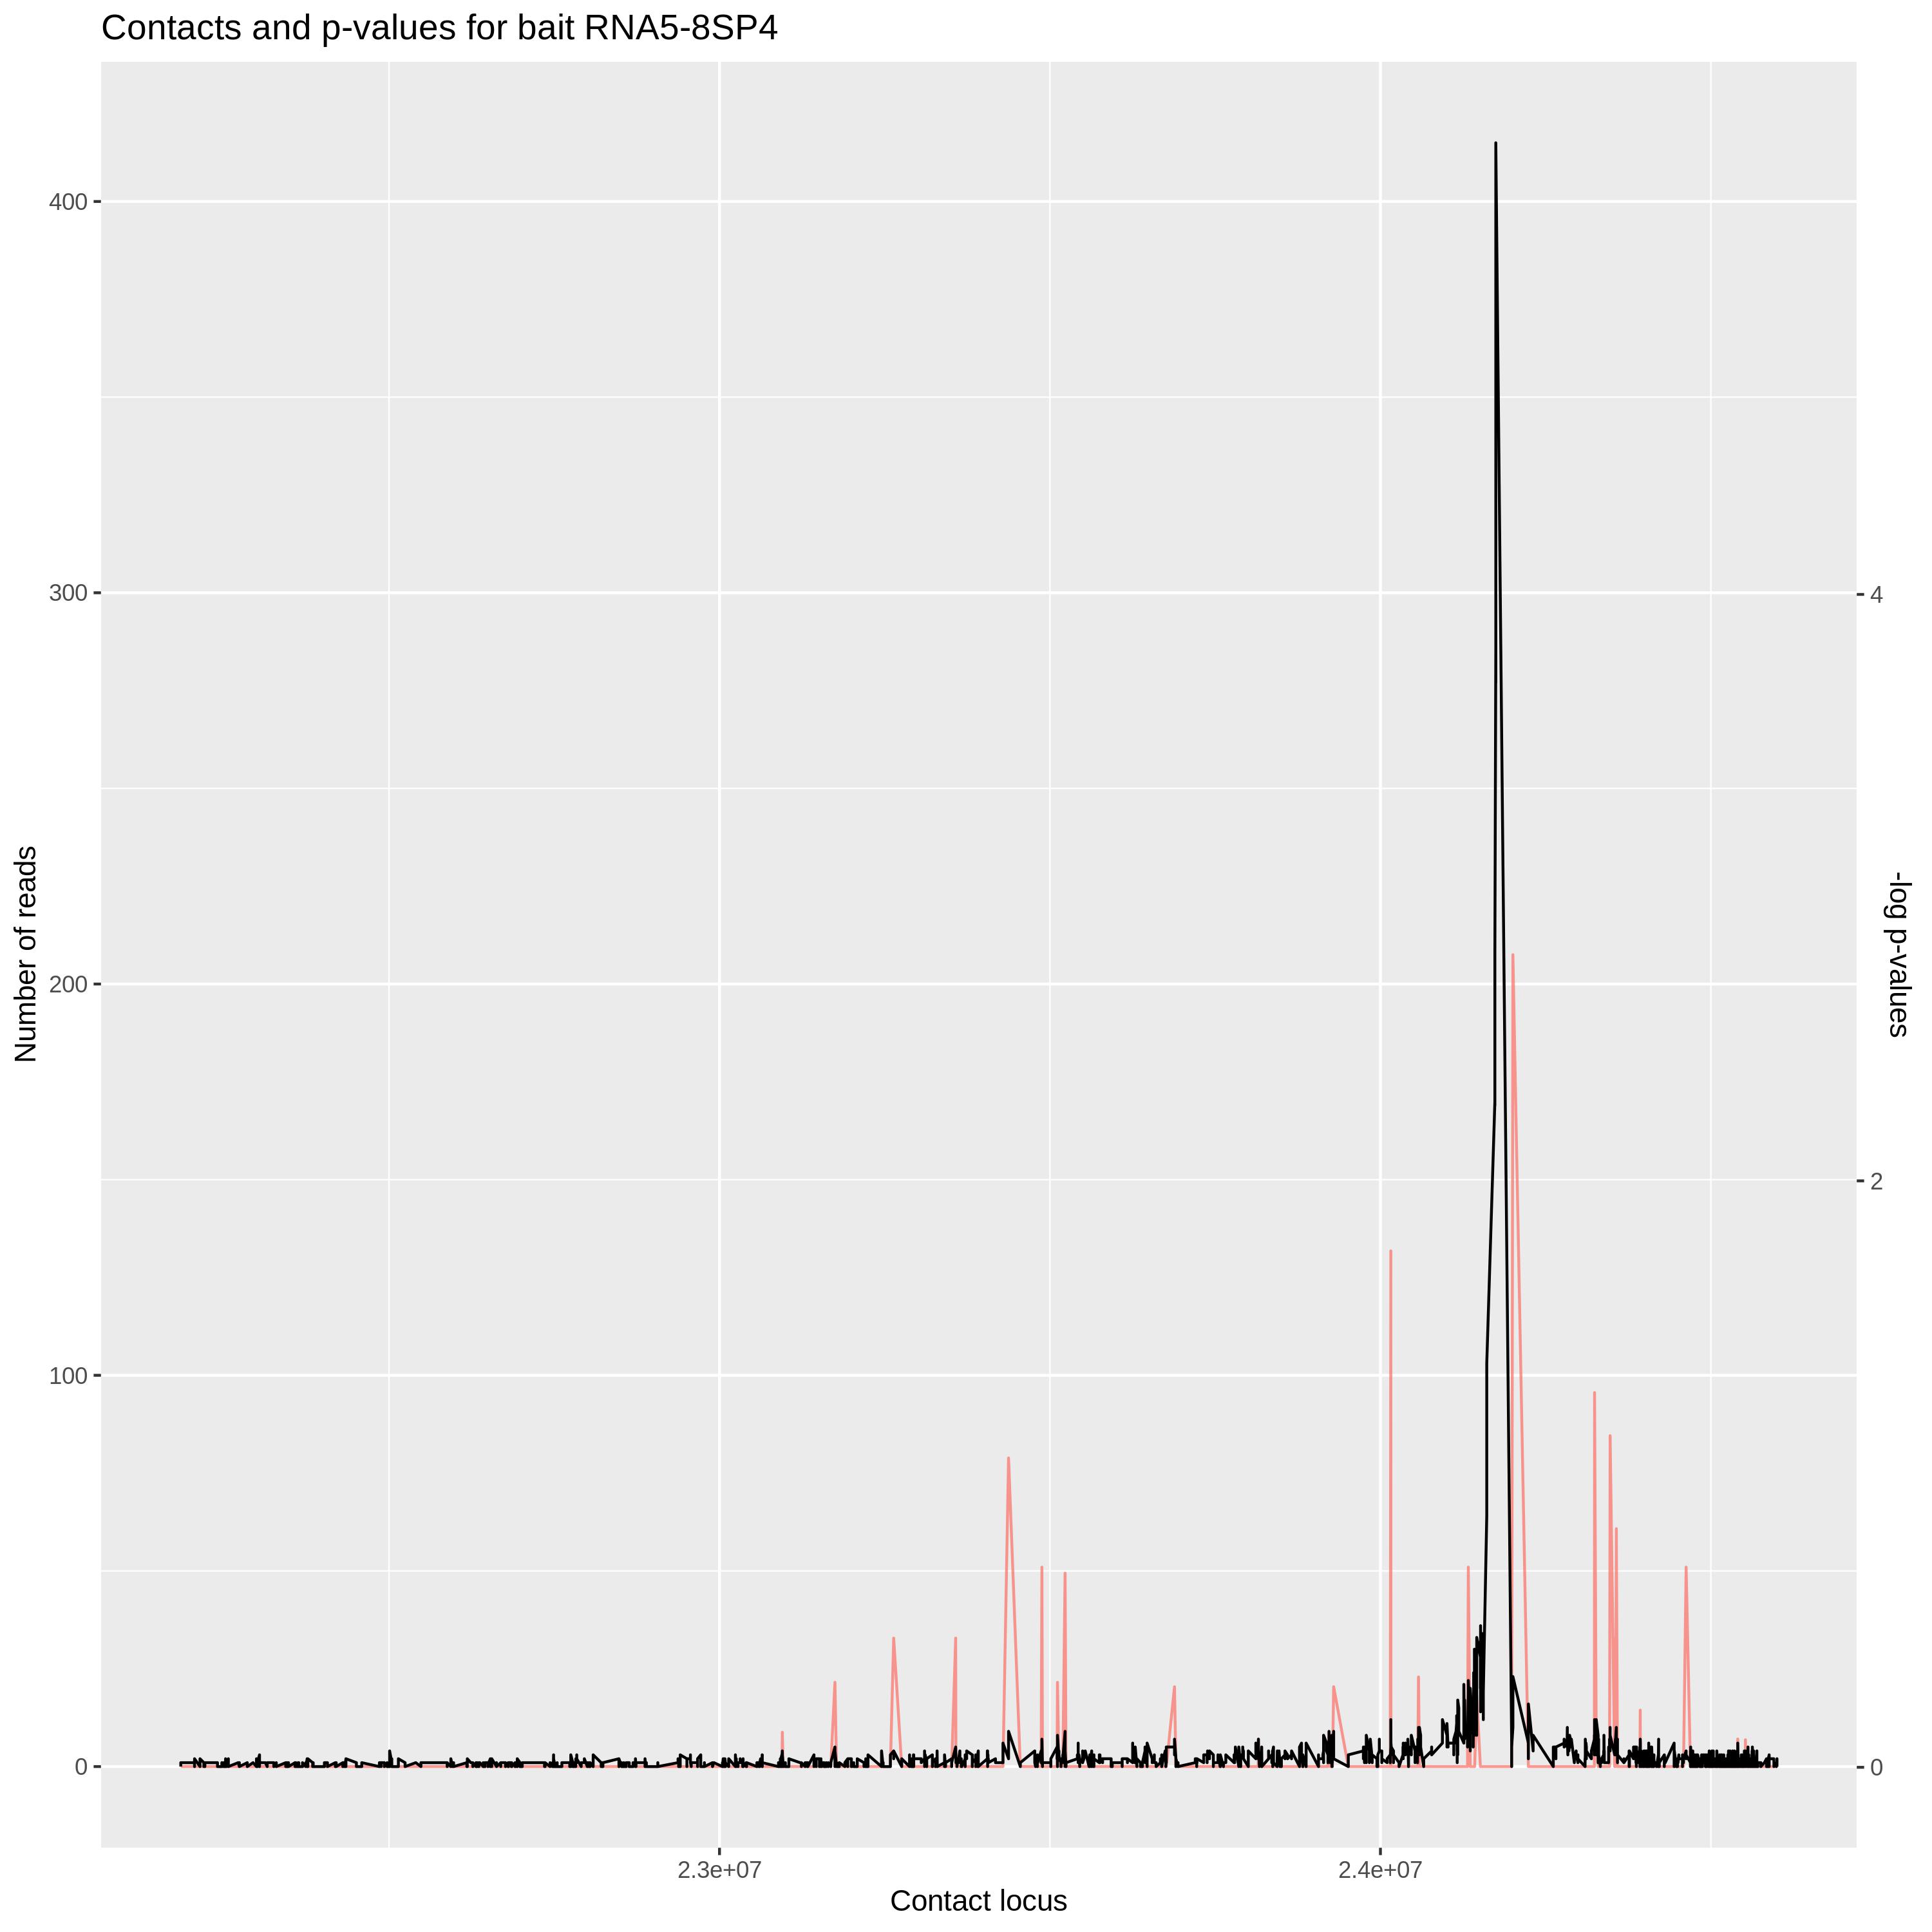 Contacts and p-values for bait RNA5-8SP4
400
300
200
100
0
Number of reads
4
2
0
-log p-values
2.3e+07
2.4e+07
Contact locus